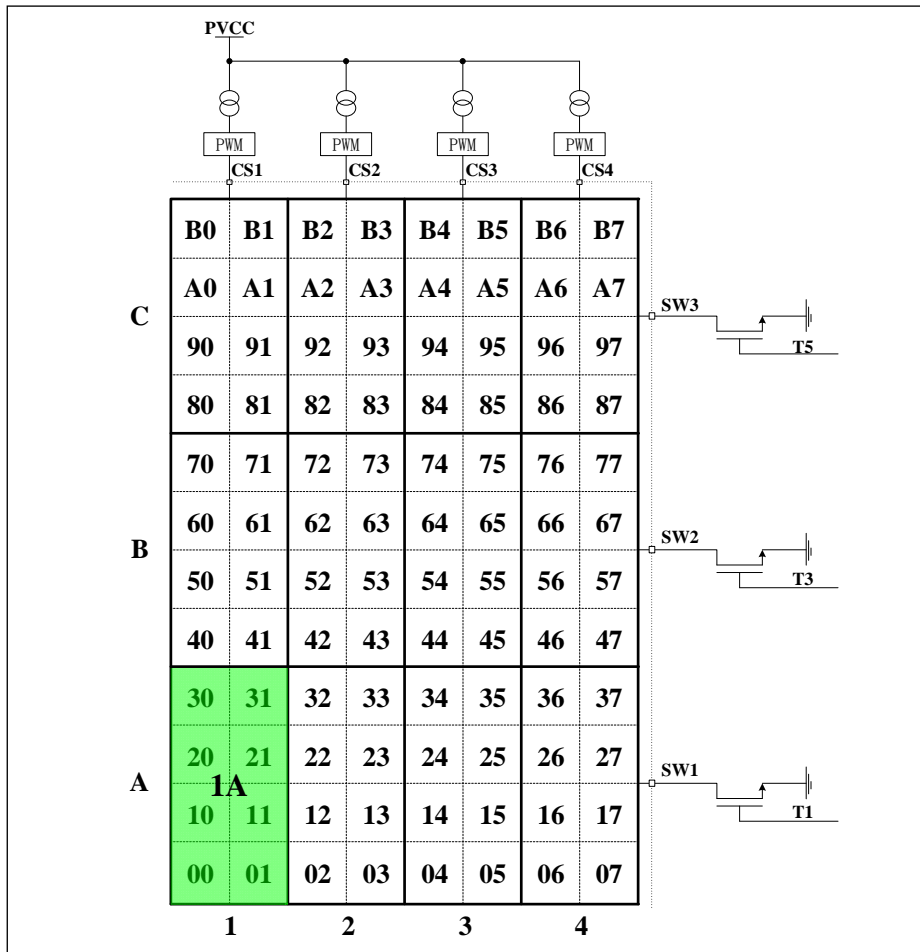 PVCC
PWM PWM PWM PWM
CS1 CS2 CS3 CS4
B0 B1 B2 B3 B4 B5 B6 B7
A0 A1 A2 A3 A4 A5 A6 A7
C SW3
T5
90 91 92 93 94 95 96 97
80 81 82 83 84 85 86 87
70 71 72 73 74 75 76 77
60 61 62 63 64 65 66 67
B SW2
50 51 52 53 54 55 56 57
T3
40 41 42 43 44 45 46 47
30 31 32 33 34 35 36 37
20 21 22 23 24 25 26 27
A 1A SW1
10 11 12 13 14 15 16 17
T1
00 01 02 03 04 05 06 07
1 2 3 4